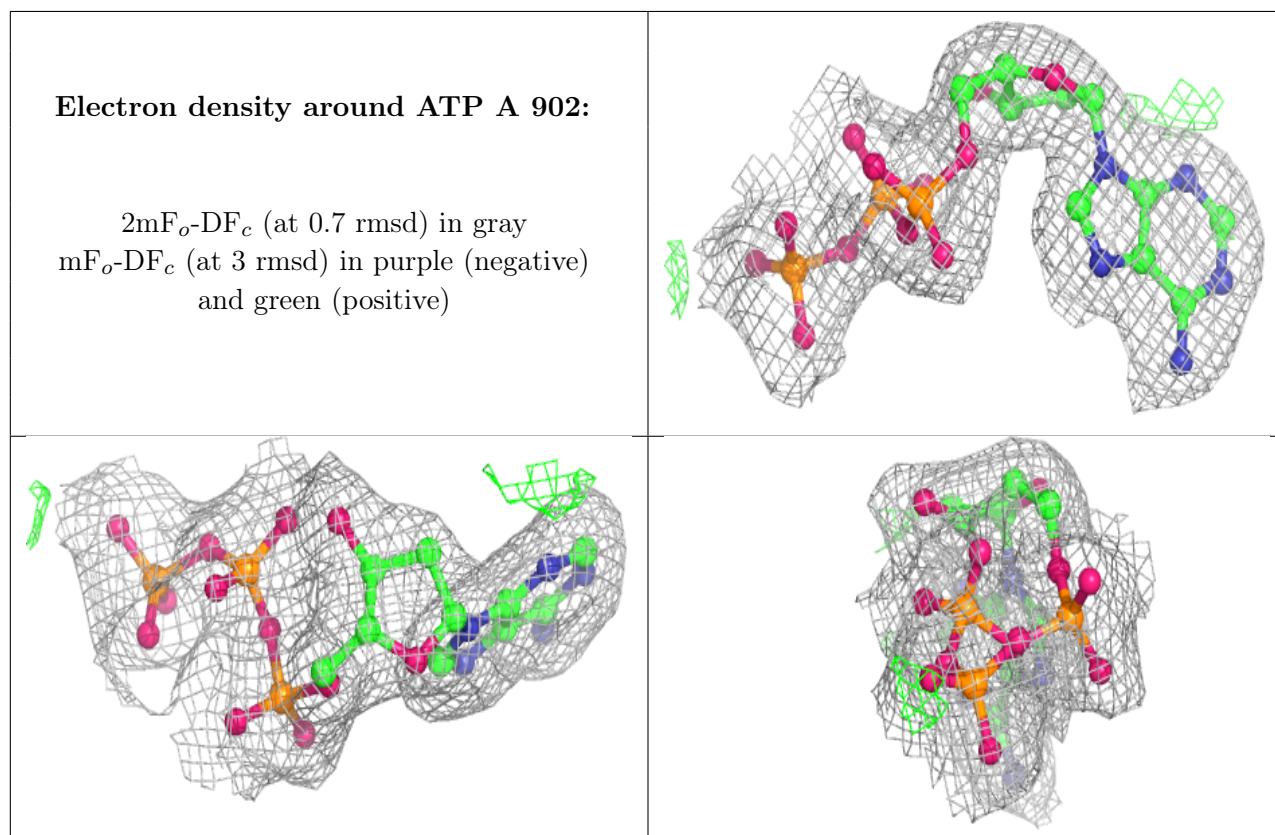 Electron density around ATP A 902:
2mFo-DFc (at 0.7 rmsd) in gray
mFo-DFc (at 3 rmsd) in purple (negative)
and green (positive)